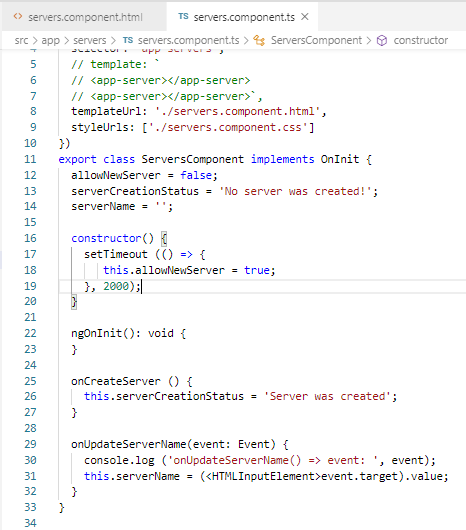 servers.component.html
TS servers.component.ts ×
src > app > servers > TS servers.component.ts > ServersComponent > constructor
4 selector: 'app-servers',
5 // template: `
6 // <app-server></app-server>
7 // <app-server></app-server>`,
8 templateUrl: './servers.component.html',
9 styleUrls: ['./servers.component.css']
10 })
11 export class ServersComponent implements OnInit {
12 allowNewServer = false;
13 serverCreationStatus = 'No server was created!';
14 serverName = '';
15
16 constructor() {
17 setTimeout (() => {
18 this.allowNewServer = true;
19 }, 2000);
20 }
21
22 ngOnInit(): void {
23 }
24
25 onCreateServer () {
26 this.serverCreationStatus = 'Server was created';
27 }
28
29 onUpdateServerName(event: Event) {
30 console.log ('onUpdateServerName() => event: ', event);
31 this.serverName = (<HTMLInputElement>event.target).value;
32 }
33 }
34